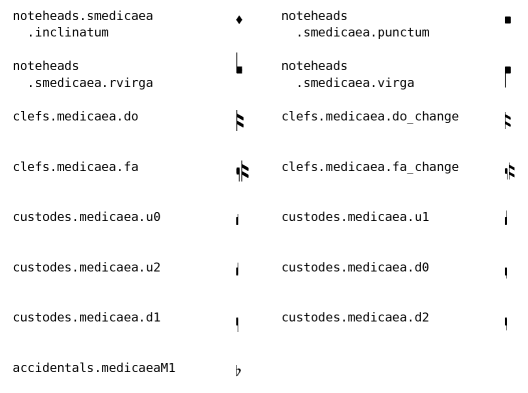 noteheads.smedicaea
.inclinatum
noteheads
.smedicaea.punctum
noteheads
.smedicaea.rvirga
noteheads
.smedicaea.virga
clefs.medicaea.do
clefs.medicaea.do_change
clefs.medicaea.fa
clefs.medicaea.fa_change
custodes.medicaea.u0
custodes.medicaea.u1
custodes.medicaea.u2
custodes.medicaea.d0
custodes.medicaea.d1
custodes.medicaea.d2
accidentals.medicaeaM1